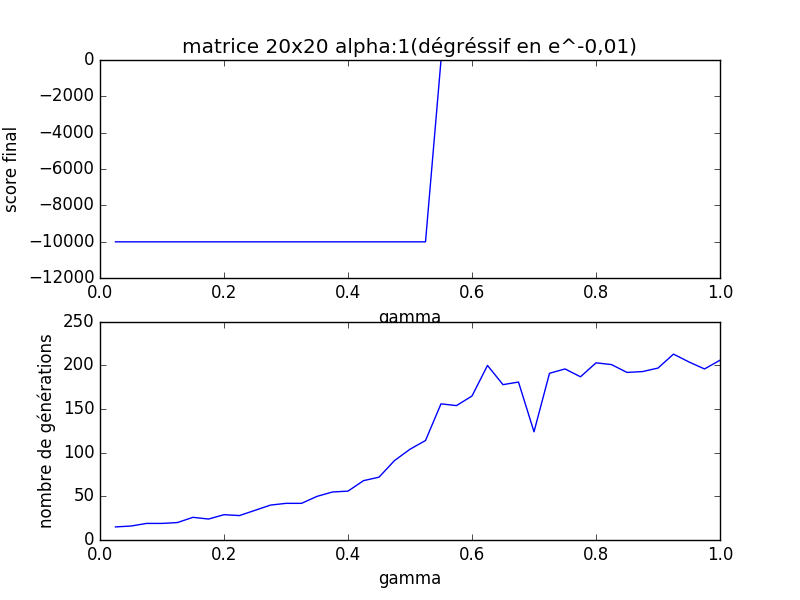 matrice 20x20 alpha:1(dégréssif en e^-0,01)
0
−2000
−4000
−6000
−8000
−10000
−12000
score final
0.0 0.2 0.4 0.6 0.8 1.0
gamma
250
200
150
100
50
0
nombre de générations
0.0 0.2 0.4 0.6 0.8 1.0
gamma